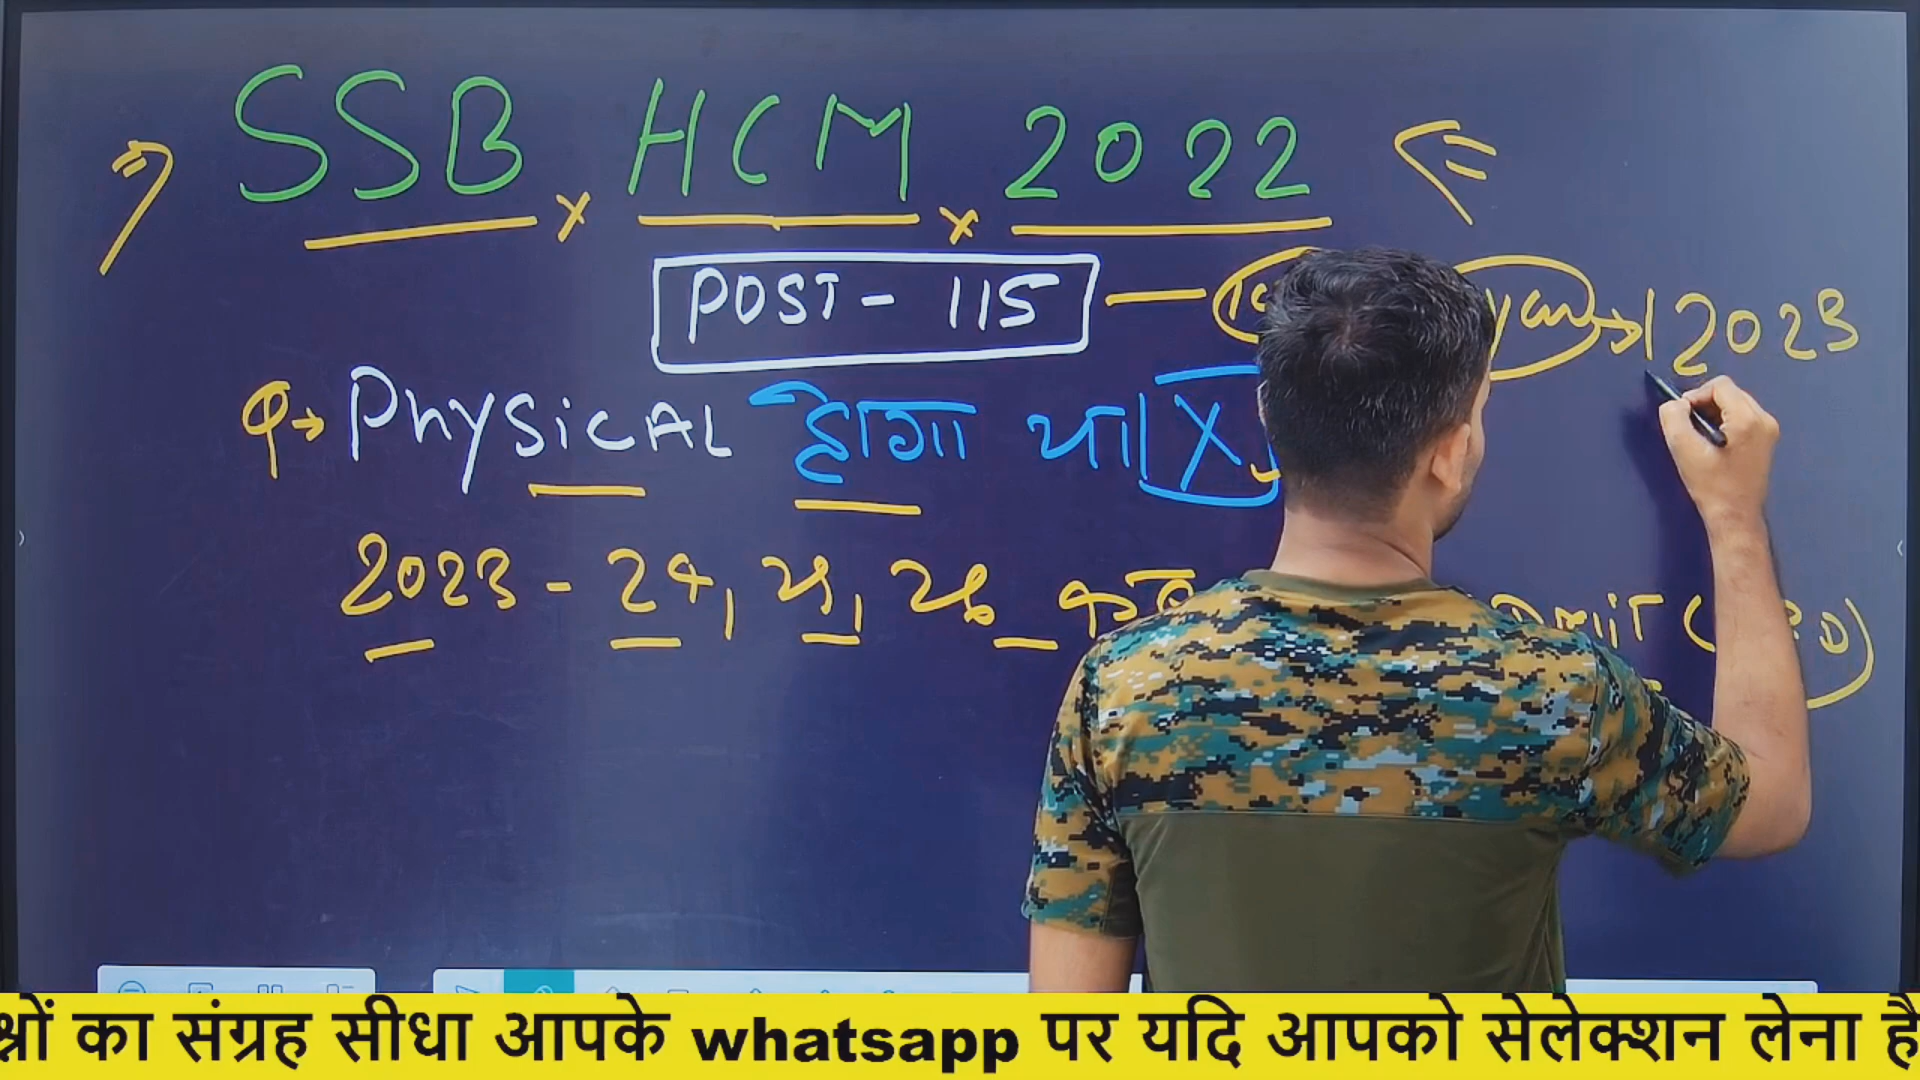 SSB x HCM x 2022
POST - 115 — → 2023
Q→ Physical होगा या X
2023 - 24, 25, 26
श्नों का संग्रह सीधा आपके whatsapp पर यदि आपको सेलेक्शन लेना है